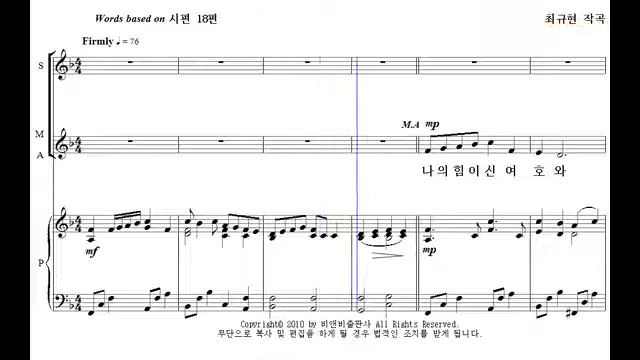 Words based on 시편 18편
최규현 작곡
Firmly ♩= 76
S
M.A mp
M
A
나의힘이신 여 호 와
P
mf
mp
Copyright© 2010 by 비앤비출판사 All Rights Reserved.
무단으로 복사 및 편집을 하게 될 경우 법적인 조치를 받게 됩니다.